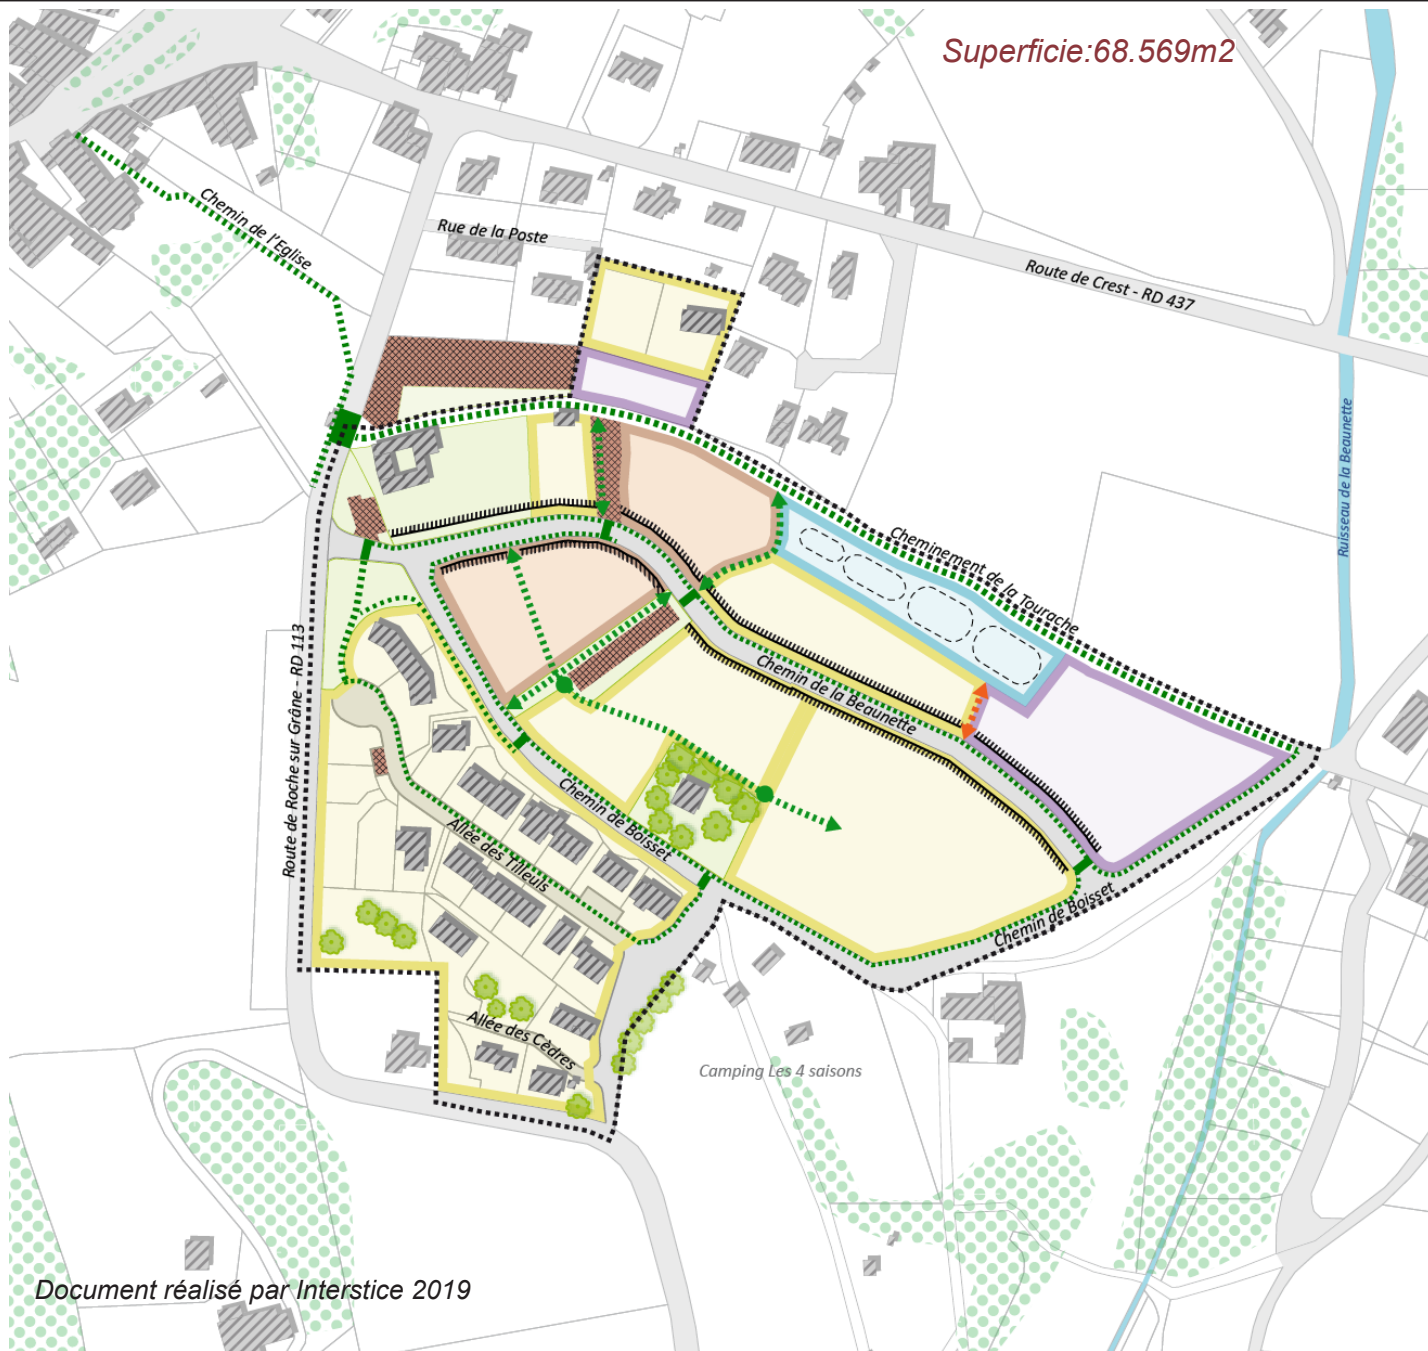 Superficie:68.569m2
Chemin de l'Eglise
Rue de la Poste
Route de Crest - RD 437
Ruisseau de la Beaunette
Cheminement de la Tourache
Route de Roche sur Grâne - RD 113
Chemin de la Beaunette
Chemin de Boisset
Allée des Tilleuls
Chemin de Boisset
Allée des Cèdres
Camping Les 4 saisons
Document réalisé par Interstice 2019